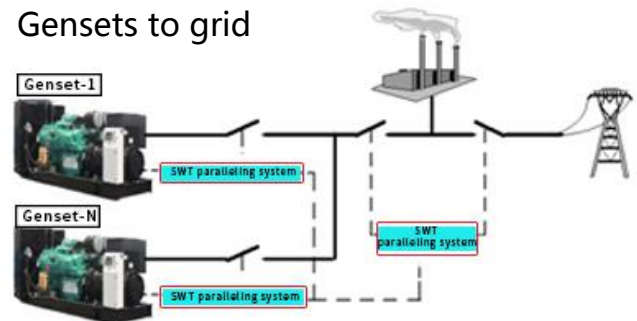 Gensets to grid
Genset-1
SWT paralleling system
Genset-N
SWT
paralleling system
SWT paralleling system